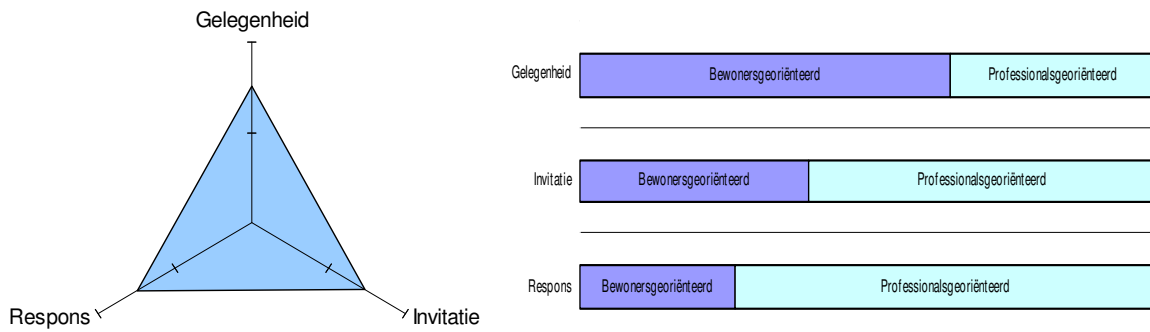 Gelegenheid
Respons
Invitatie
Gelegenheid
Bewonersgeoriënteerd
Professionalsgeoriënteerd
Invitatie
Bewonersgeoriënteerd
Professionalsgeoriënteerd
Respons
Bewonersgeoriënteerd
Professionalsgeoriënteerd